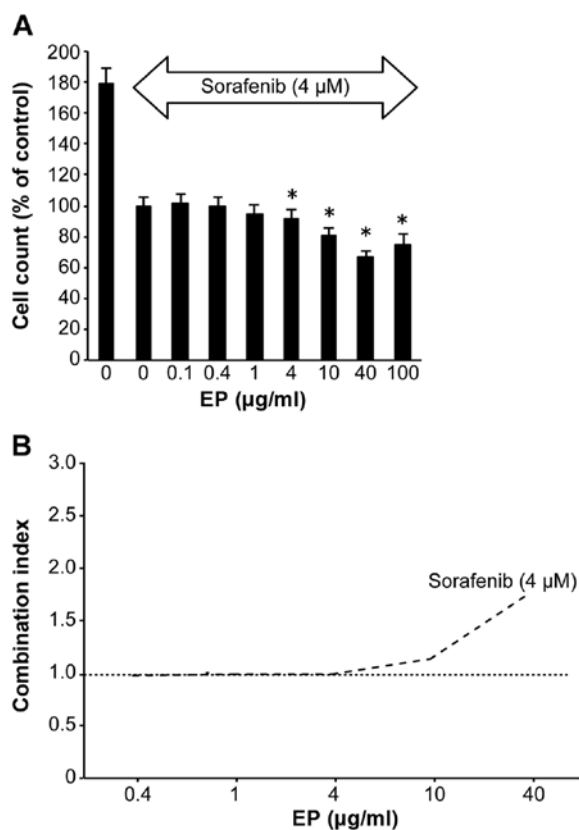 A
200
180
160
140
120
100
80
60
40
20
0
Cell count (% of control)
Sorafenib (4 µM)
* * * *
0 0 0.1 0.4 1 4 10 40 100
EP (µg/ml)
B
3.0
2.5
2.0
1.5
1.0
0.5
0
Combination index
Sorafenib (4 µM)
0.4 1 4 10 40
EP (µg/ml)